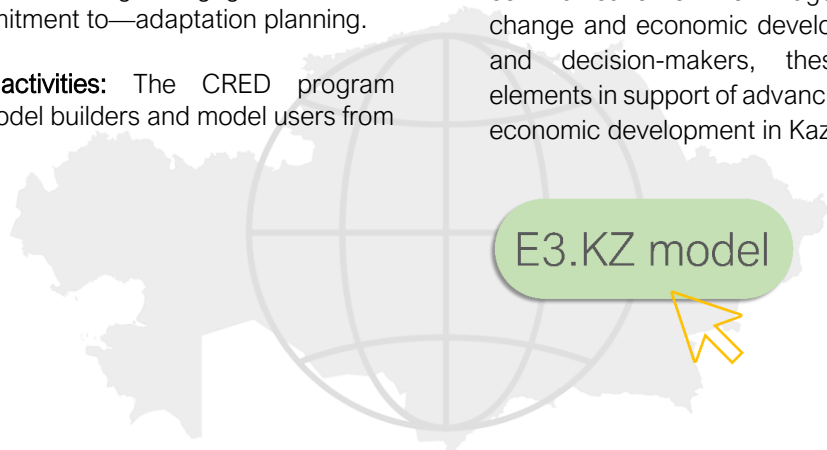 mitment to—adaptation planning.
activities: The CRED program
odel builders and model users from
change and economic develo
and decision-makers, thes
elements in support of advanc
economic development in Kaz
E3.KZ model